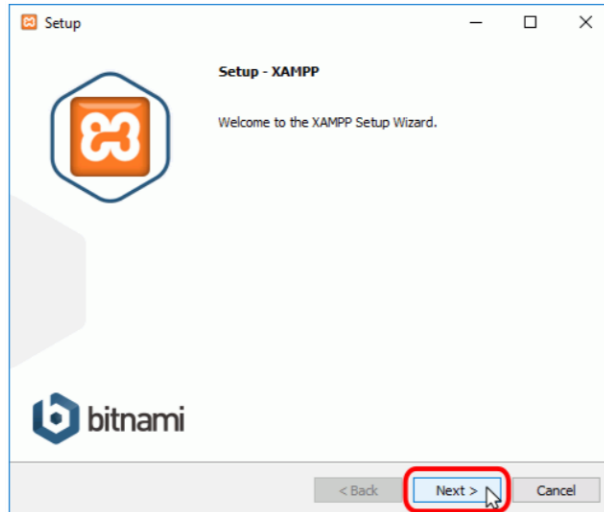 Setup
Setup - XAMPP
Welcome to the XAMPP Setup Wizard.
bitnami
< Back Next > Cancel